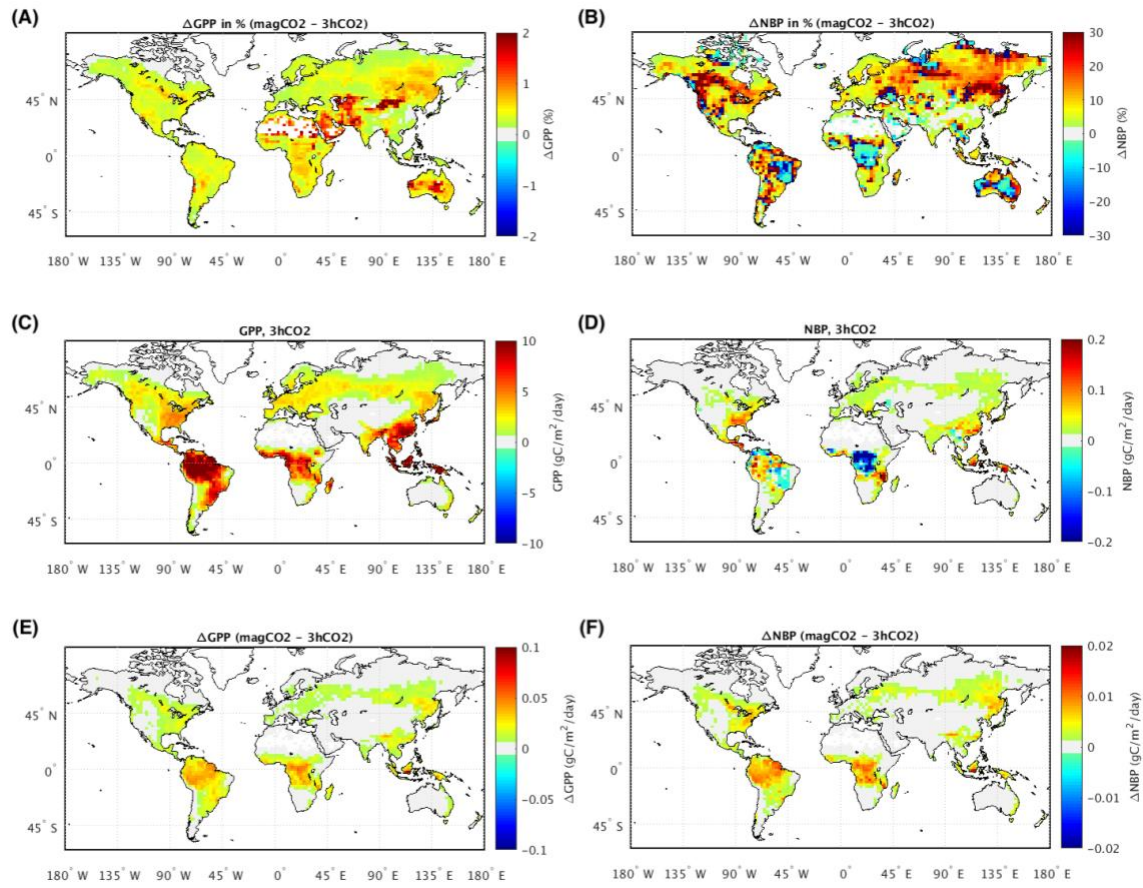 (A)
ΔGPP in % (magCO2 − 3hCO2)
45° N
0°
45° S
180° W 135° W 90° W 45° W 0° 45° E 90° E 135° E 180° E
2
1
0
−1
−2
ΔGPP (%)
(B)
ΔNBP in % (magCO2 − 3hCO2)
45° N
0°
45° S
180° W 135° W 90° W 45° W 0° 45° E 90° E 135° E 180° E
30
20
10
0
−10
−20
−30
ΔNBP (%)
(C)
GPP, 3hCO2
45° N
0°
45° S
180° W 135° W 90° W 45° W 0° 45° E 90° E 135° E 180° E
10
5
0
−5
−10
GPP (gC/m²/day)
(D)
NBP, 3hCO2
45° N
0°
45° S
180° W 135° W 90° W 45° W 0° 45° E 90° E 135° E 180° E
0.2
0.1
0
−0.1
−0.2
NBP (gC/m²/day)
(E)
ΔGPP (magCO2 − 3hCO2)
45° N
0°
45° S
180° W 135° W 90° W 45° W 0° 45° E 90° E 135° E 180° E
0.1
0.05
0
−0.05
−0.1
ΔGPP (gC/m²/day)
(F)
ΔNBP (magCO2 − 3hCO2)
45° N
0°
45° S
180° W 135° W 90° W 45° W 0° 45° E 90° E 135° E 180° E
0.02
0.01
0
−0.01
−0.02
ΔNBP (gC/m²/day)